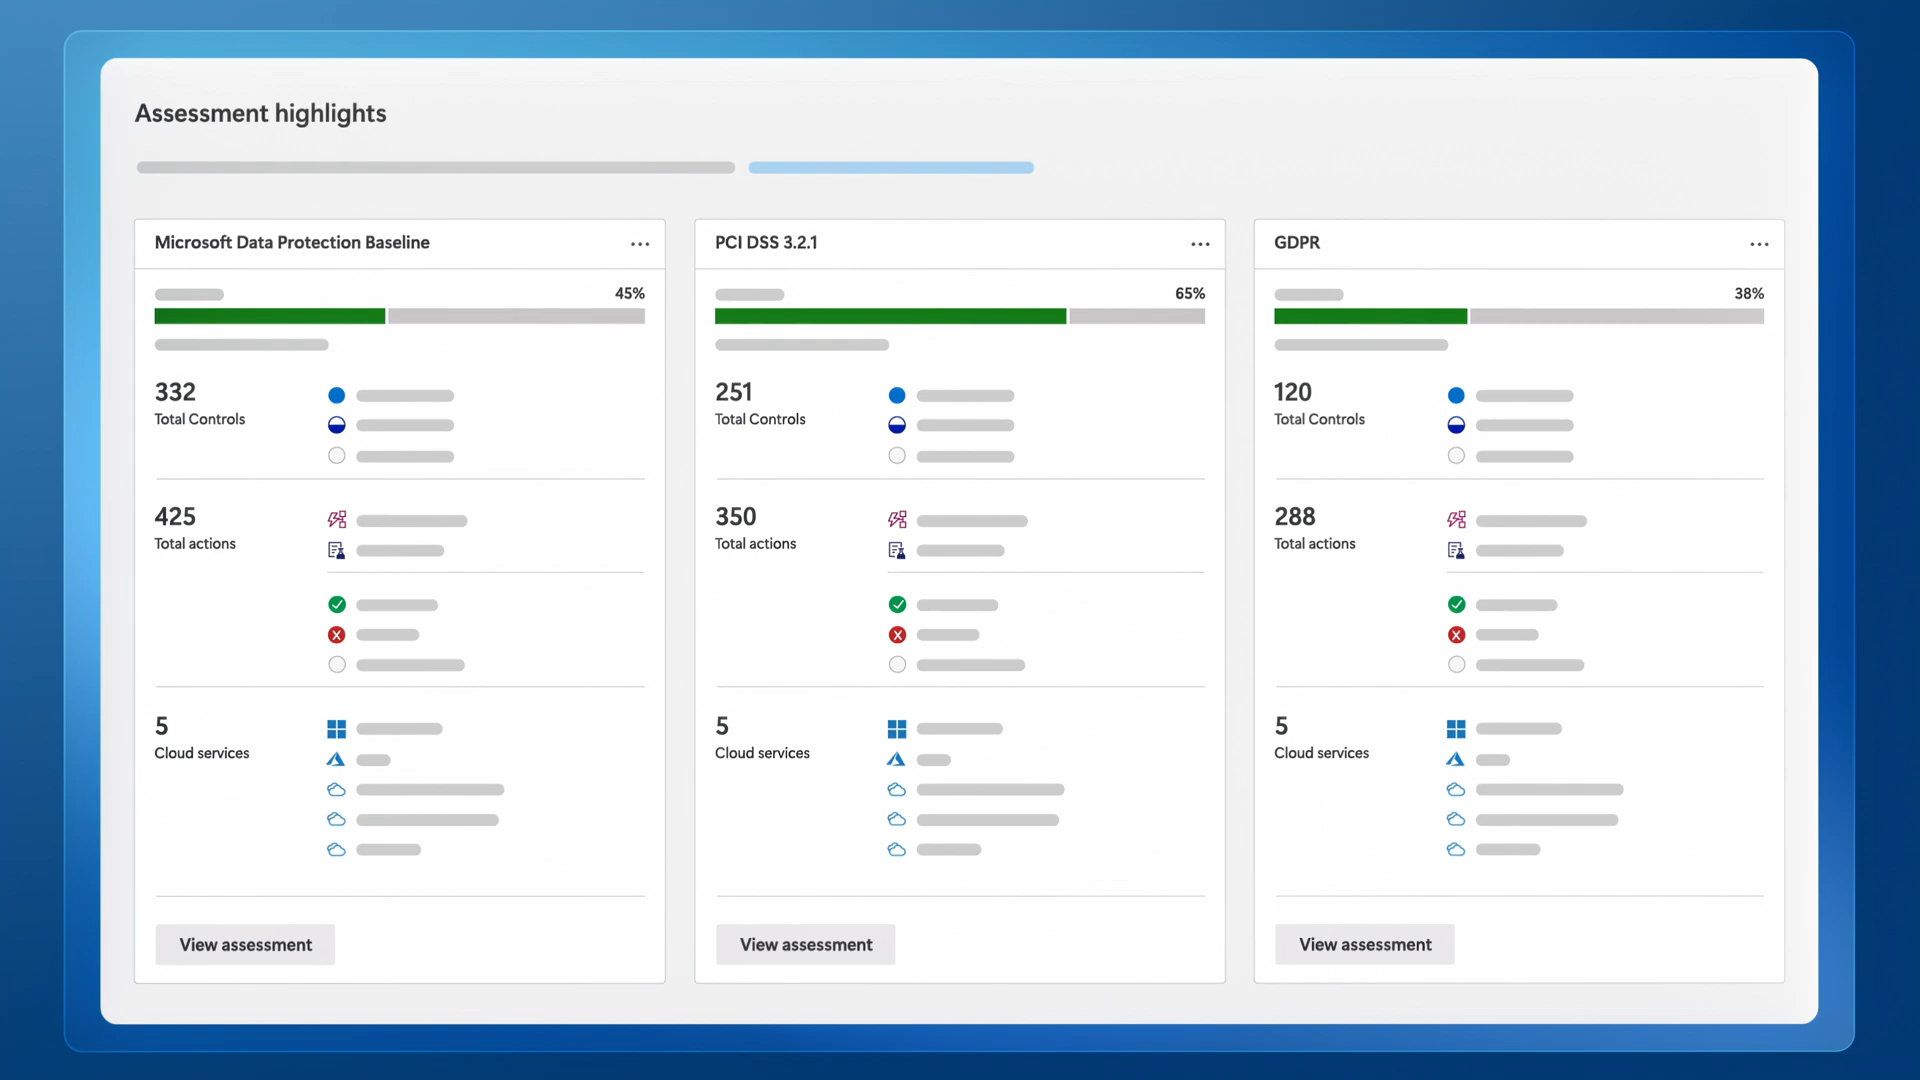 Assessment highlights
Microsoft Data Protection Baseline
45%
332
Total Controls
425
Total actions
5
Cloud services
View assessment
PCI DSS 3.2.1
65%
251
Total Controls
350
Total actions
5
Cloud services
View assessment
GDPR
38%
120
Total Controls
288
Total actions
5
Cloud services
View assessment